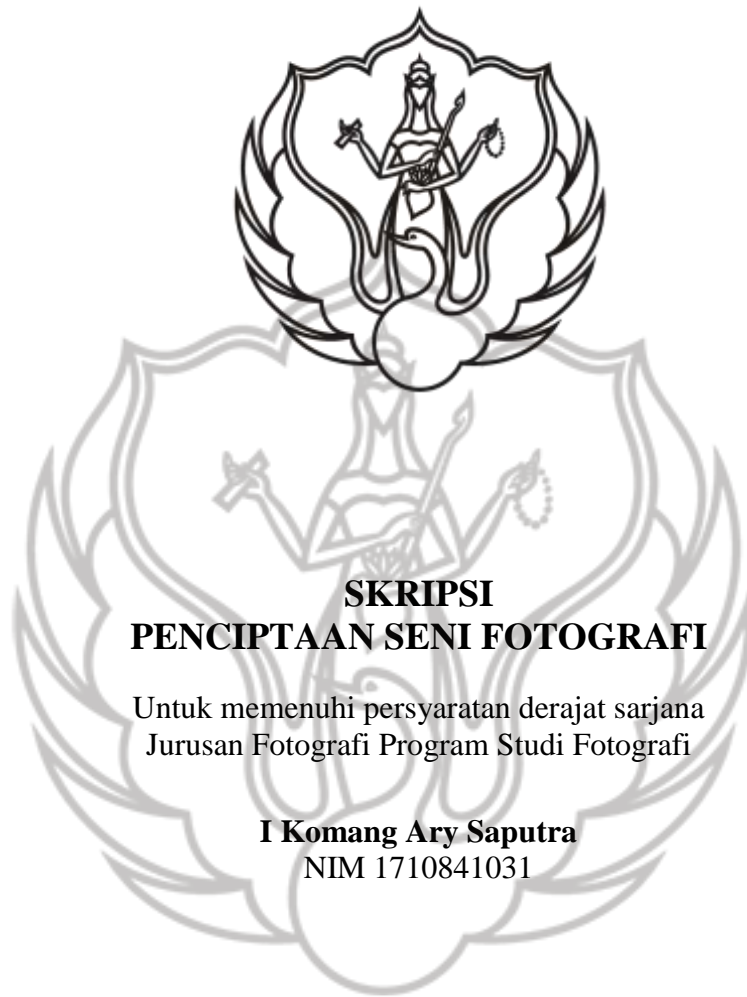 SKRIPSI
PENCIPTAAN SENI FOTOGRAFI
Untuk memenuhi persyaratan derajat sarjana
Jurusan Fotografi Program Studi Fotografi
I Komang Ary Saputra
NIM 1710841031